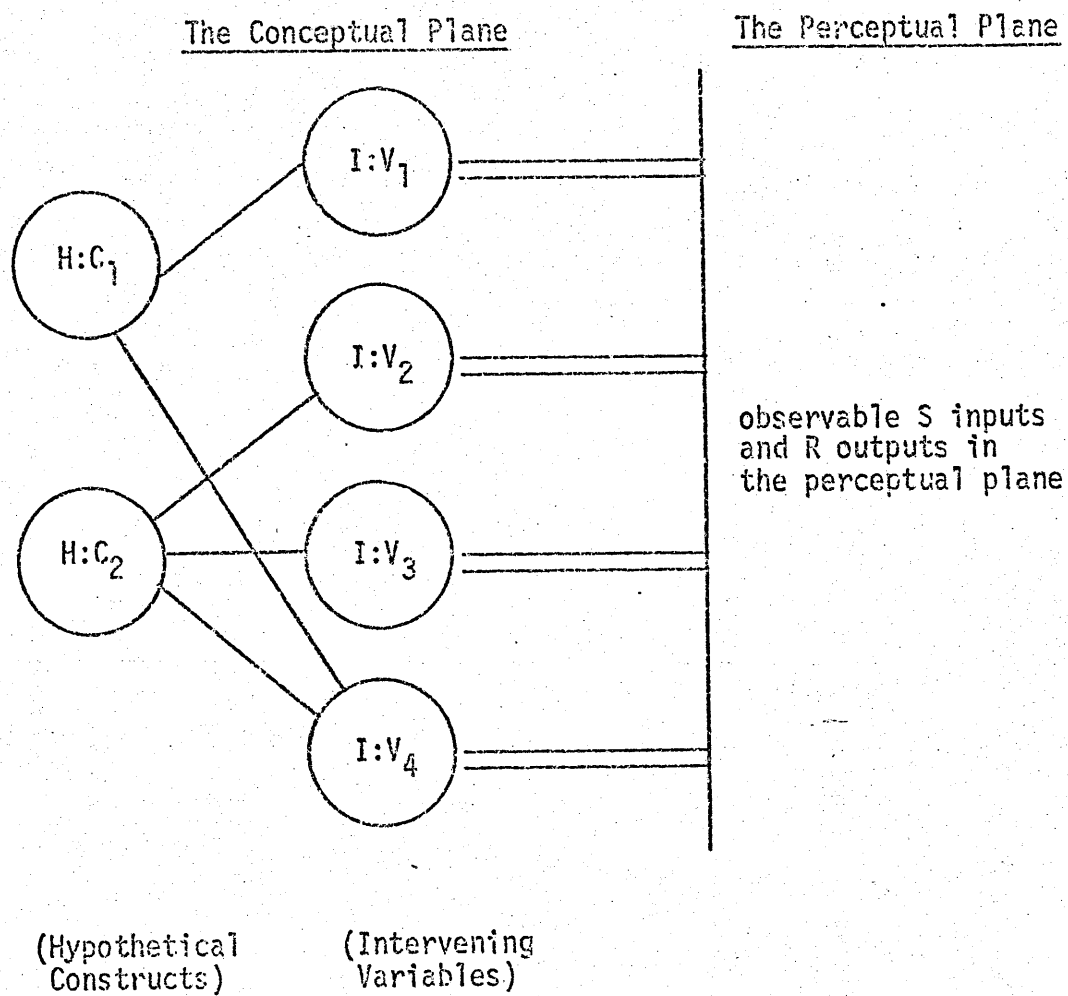 The Conceptual Plane
The Perceptual Plane
I:V1
H:C1
I:V2
observable S inputs
and R outputs in
the perceptual plane
H:C2
I:V3
I:V4
(Hypothetical
Constructs)
(Intervening
Variables)